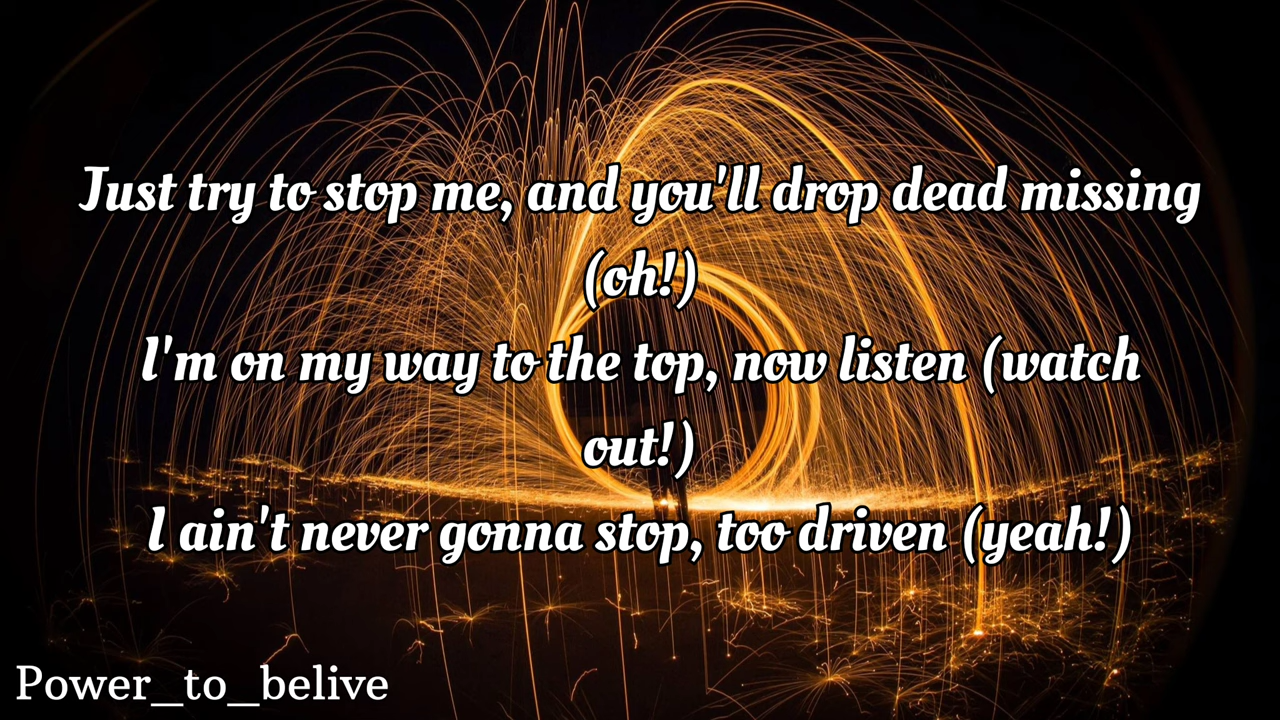 Just try to stop me, and you'll drop dead missing
(oh!)
I'm on my way to the top, now listen (watch
out!)
I ain't never gonna stop, too driven (yeah!)
Power_to_belive